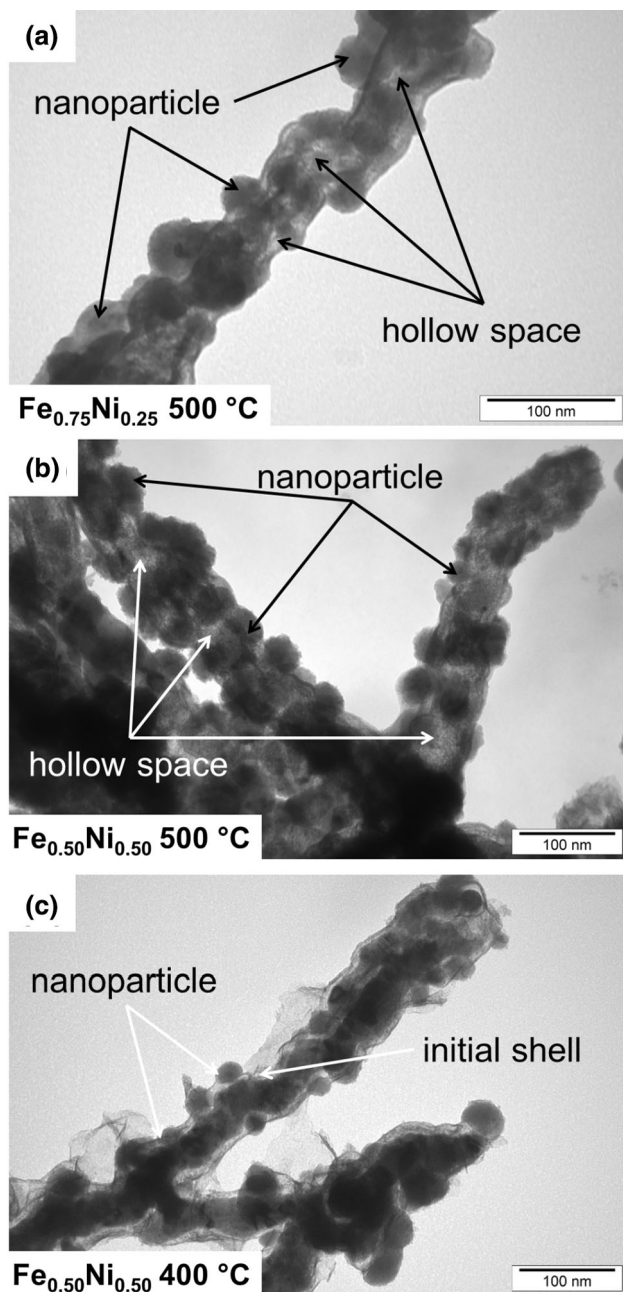 (a)
nanoparticle
hollow space
Fe0.75Ni0.25 500 °C
100 nm
(b)
nanoparticle
hollow space
Fe0.50Ni0.50 500 °C
100 nm
(c)
nanoparticle
initial shell
Fe0.50Ni0.50 400 °C
100 nm